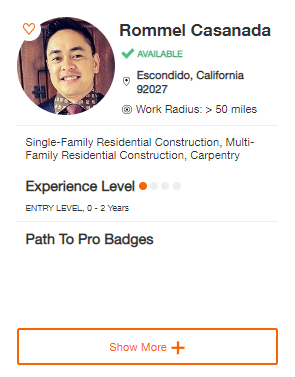 Rommel Casanada
AVAILABLE
Escondido, California
92027
Work Radius: > 50 miles
Single-Family Residential Construction, Multi-
Family Residential Construction, Carpentry
Experience Level
ENTRY LEVEL, 0 - 2 Years
Path To Pro Badges
Show More